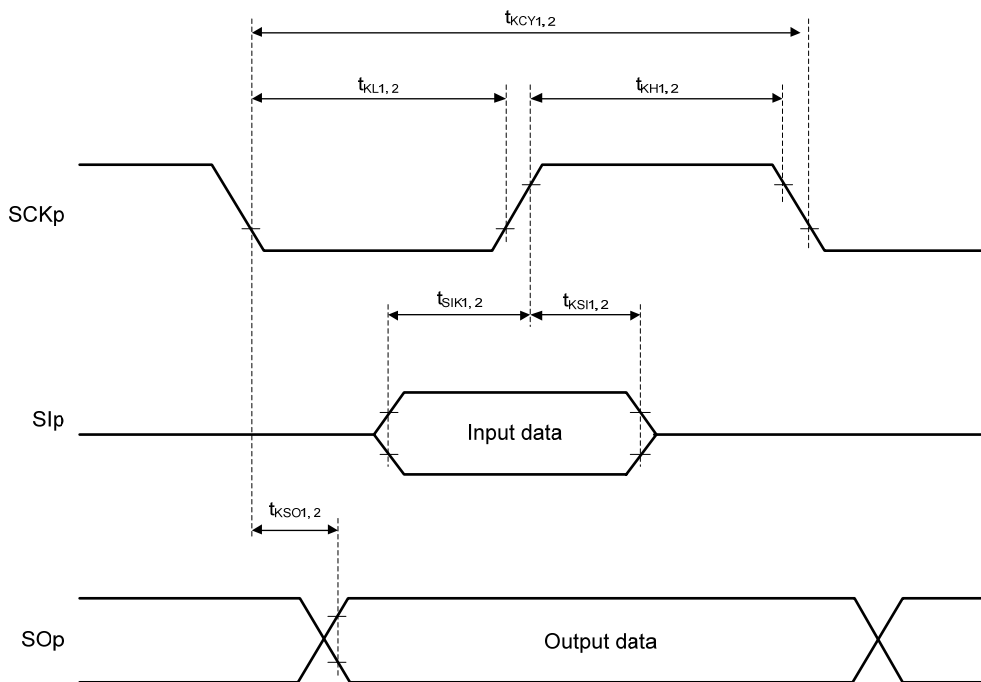 tKCY1, 2
tKL1, 2
tKH1, 2
SCKp
tSIK1, 2
tKSI1, 2
SIp
Input data
tKSO1, 2
SOp
Output data